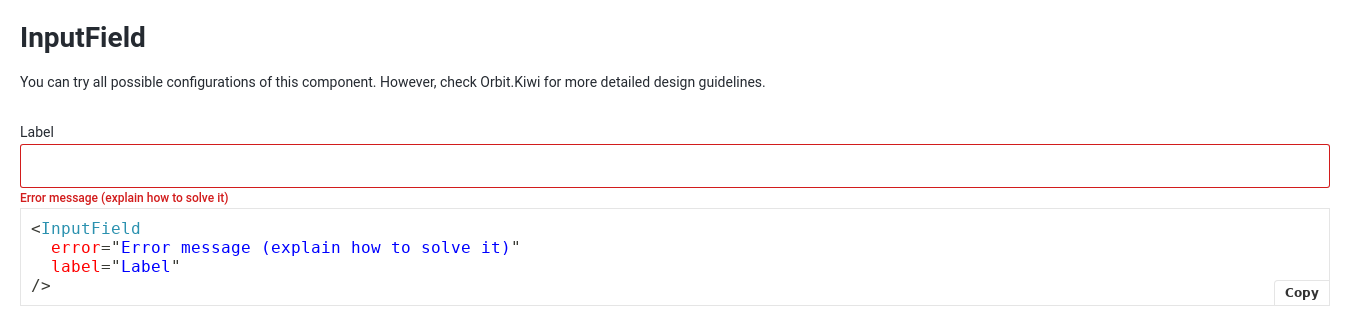 InputField
You can try all possible configurations of this component. However, check Orbit.Kiwi for more detailed design guidelines.
Label
Error message (explain how to solve it)
<InputField
  error="Error message (explain how to solve it)"
  label="Label"
/>
Copy